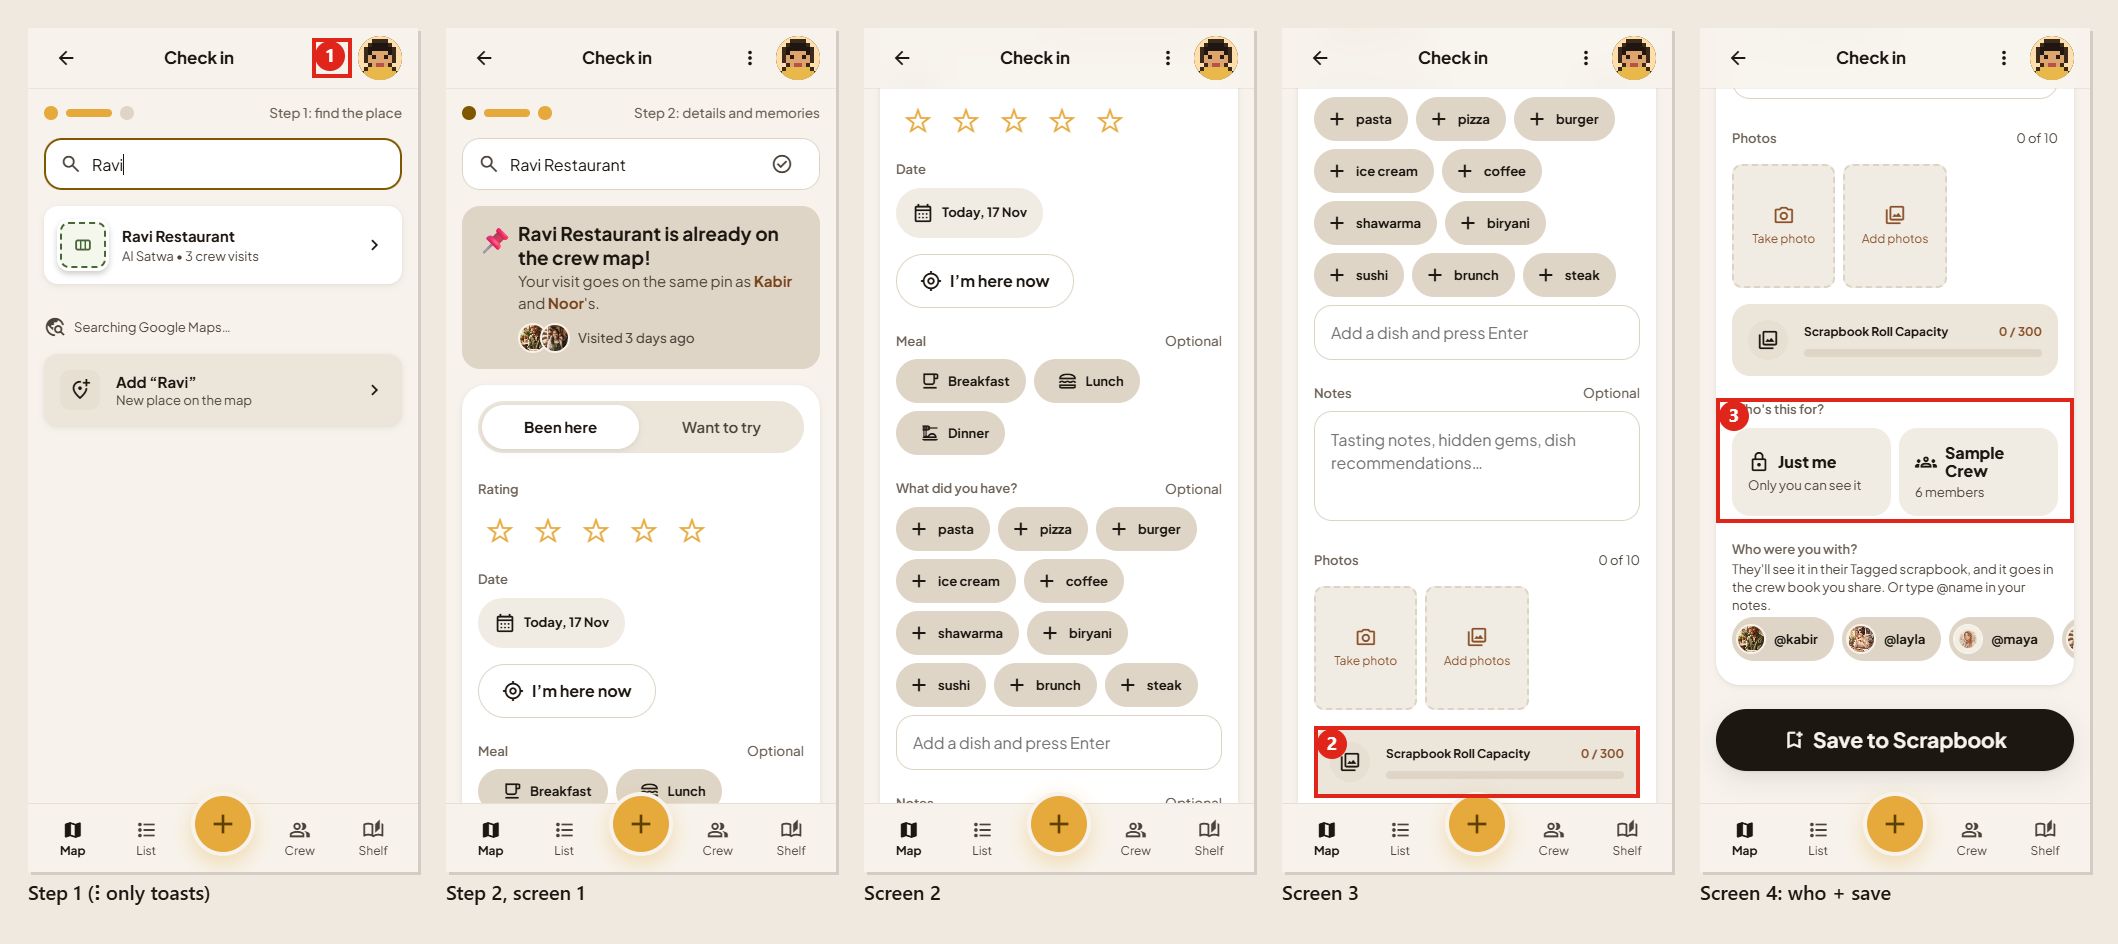 Check in
1
Step 1: find the place
Ravi
Ravi Restaurant
Al Satwa • 3 crew visits
Searching Google Maps...
Add “Ravi”
New place on the map
Map
List
Crew
Shelf
Step 1 (⋮ only toasts)
Check in
Step 2: details and memories
Ravi Restaurant
Ravi Restaurant is already on
the crew map!
Your visit goes on the same pin as Kabir
and Noor's.
Visited 3 days ago
Been here
Want to try
Rating
Date
Today, 17 Nov
I’m here now
Meal
Optional
Breakfast
Lunch
Map
List
Crew
Shelf
Step 2, screen 1
Check in
Date
Today, 17 Nov
I’m here now
Meal
Optional
Breakfast
Lunch
Dinner
What did you have?
Optional
pasta
pizza
burger
ice cream
coffee
shawarma
biryani
sushi
brunch
steak
Add a dish and press Enter
Notes
Optional
Map
List
Crew
Shelf
Screen 2
Check in
pasta
pizza
burger
ice cream
coffee
shawarma
biryani
sushi
brunch
steak
Add a dish and press Enter
Notes
Optional
Tasting notes, hidden gems, dish
recommendations...
Photos
0 of 10
Take photo
Add photos
2
Scrapbook Roll Capacity
0 / 300
Map
List
Crew
Shelf
Screen 3
Check in
Photos
0 of 10
Take photo
Add photos
Scrapbook Roll Capacity
0 / 300
3
ho's this for?
Just me
Only you can see it
Sample
Crew
6 members
Who were you with?
They'll see it in their Tagged scrapbook, and it goes in
the crew book you share. Or type @name in your
notes.
@kabir
@layla
@maya
Save to Scrapbook
Map
List
Crew
Shelf
Screen 4: who + save